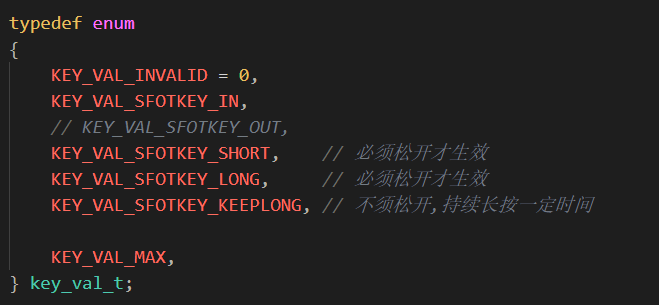 typedef enum
{
KEY_VAL_INVALID = 0,
KEY_VAL_SFOTKEY_IN,
// KEY_VAL_SFOTKEY_OUT,
KEY_VAL_SFOTKEY_SHORT, // 必须松开才生效
KEY_VAL_SFOTKEY_LONG, // 必须松开才生效
KEY_VAL_SFOTKEY_KEEPLONG, // 不须松开,持续长按一定时间
KEY_VAL_MAX,
} key_val_t;